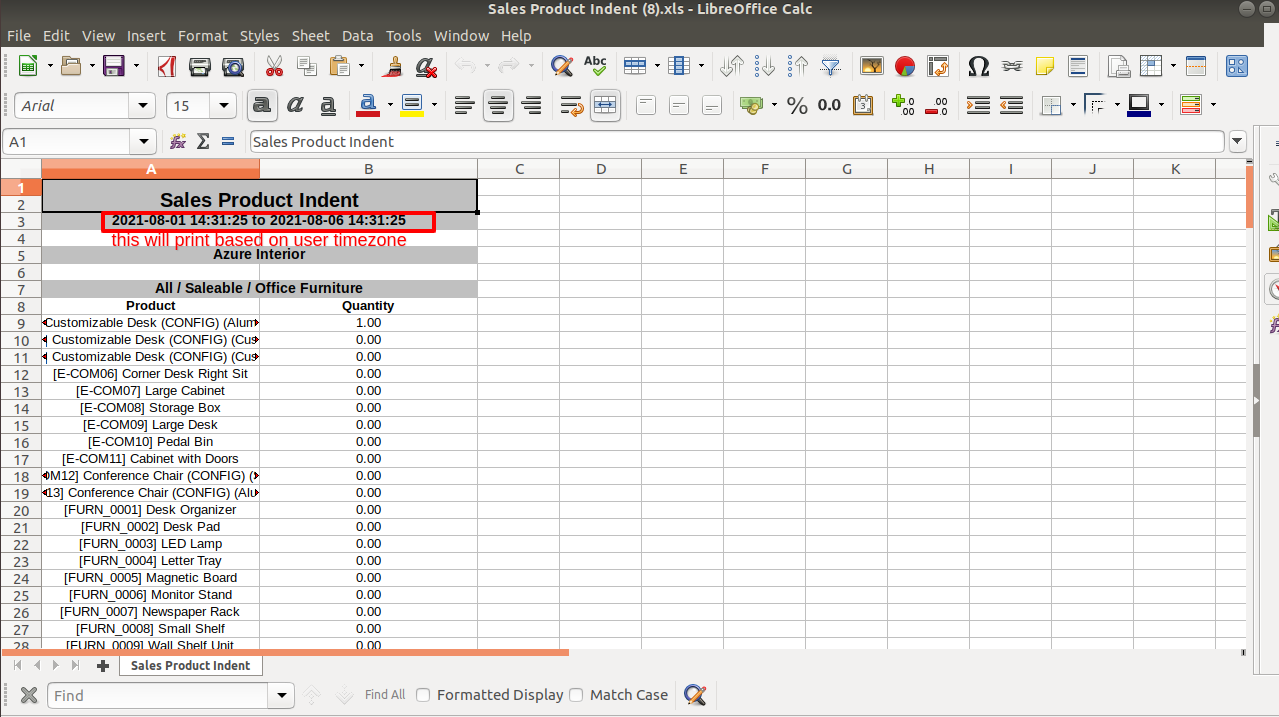 Sales Product Indent (8).xls - LibreOffice Calc
File Edit View Insert Format Styles Sheet Data Tools Window Help
Abc
Arial 15 % 0.0 .00 .00
A1 Sales Product Indent
A B C D E F G H I J K
1
2 Sales Product Indent
3 2021-08-01 14:31:25 to 2021-08-06 14:31:25
4 this will print based on user timezone
5 Azure Interior
6
7 All / Saleable / Office Furniture
8 Product Quantity
9 Customizable Desk (CONFIG) (Alum 1.00
10 Customizable Desk (CONFIG) (Cus 0.00
11 Customizable Desk (CONFIG) (Cus 0.00
12 [E-COM06] Corner Desk Right Sit 0.00
13 [E-COM07] Large Cabinet 0.00
14 [E-COM08] Storage Box 0.00
15 [E-COM09] Large Desk 0.00
16 [E-COM10] Pedal Bin 0.00
17 [E-COM11] Cabinet with Doors 0.00
18 OM12] Conference Chair (CONFIG) ( 0.00
19 13] Conference Chair (CONFIG) (Alu 0.00
20 [FURN_0001] Desk Organizer 0.00
21 [FURN_0002] Desk Pad 0.00
22 [FURN_0003] LED Lamp 0.00
23 [FURN_0004] Letter Tray 0.00
24 [FURN_0005] Magnetic Board 0.00
25 [FURN_0006] Monitor Stand 0.00
26 [FURN_0007] Newspaper Rack 0.00
27 [FURN_0008] Small Shelf 0.00
28 [FURN_0009] Wall Shelf Unit 0.00
Sales Product Indent
Find Find All Formatted Display Match Case